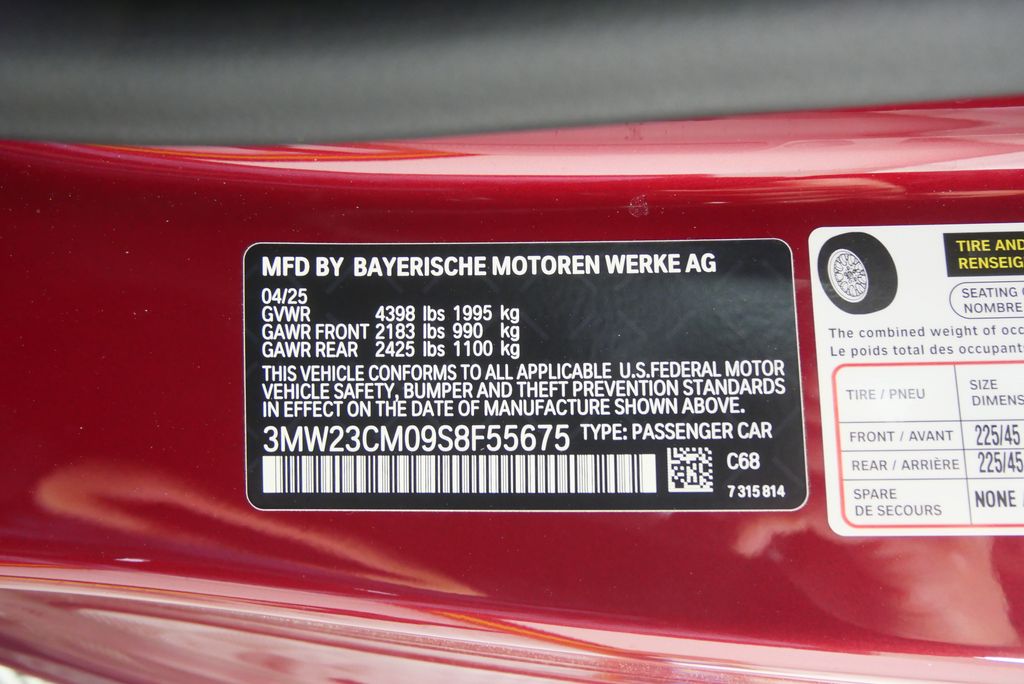 MFD BY BAYERISCHE MOTOREN WERKE AG
04/25
GVWR 4398 lbs 1995 kg
GAWR FRONT 2183 lbs 990 kg
GAWR REAR 2425 lbs 1100 kg
THIS VEHICLE CONFORMS TO ALL APPLICABLE U.S.FEDERAL MOTOR
VEHICLE SAFETY, BUMPER AND THEFT PREVENTION STANDARDS
IN EFFECT ON THE DATE OF MANUFACTURE SHOWN ABOVE.
3MW23CM09S8F55675 TYPE: PASSENGER CAR
C68
7 315 814
TIRE AND
RENSEIG
SEATING
NOMBRE
The combined weight of occ
Le poids total des occupant
TIRE / PNEU
SIZE
DIMENS
FRONT / AVANT 225/45
REAR / ARRIÈRE 225/45
SPARE
DE SECOURS
NONE